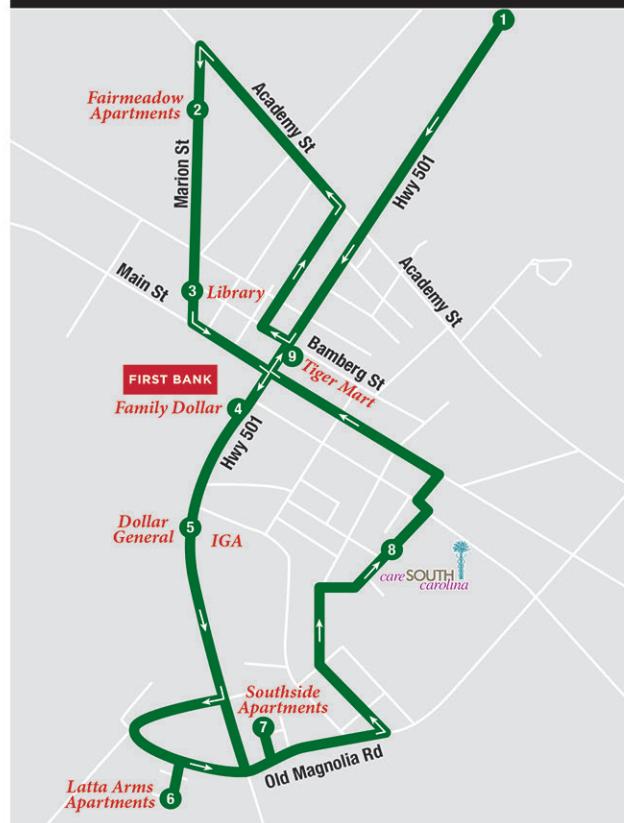 1
Academy St
Hwy 501
Fairmeadow
Apartments
2
Marion St
Academy St
Main St
3
Library
Bamberg St
9
Tiger Mart
FIRST BANK
Family Dollar
4
Hwy 501
Dollar
General
5
IGA
8
careSOUTH
carolina
Southside
Apartments
7
Old Magnolia Rd
Latta Arms
Apartments
6